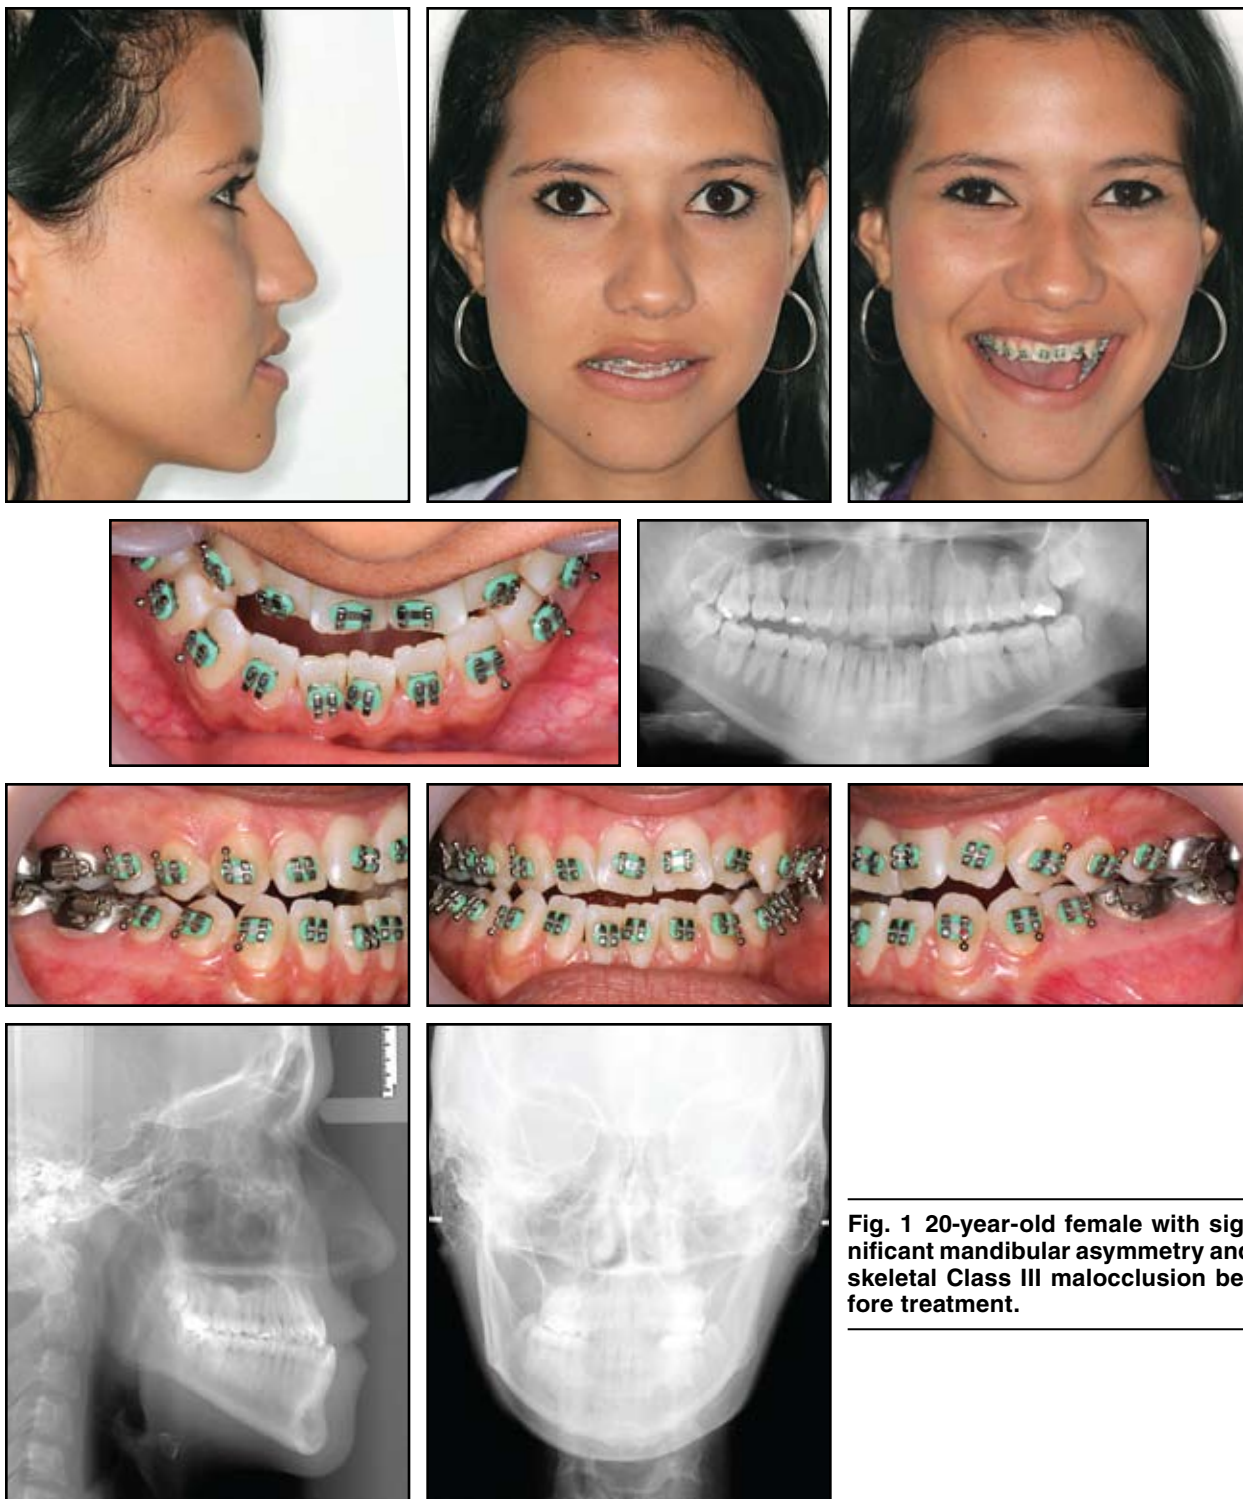 Fig. 1 20-year-old female with sig-
nificant mandibular asymmetry and
skeletal Class III malocclusion be-
fore treatment.